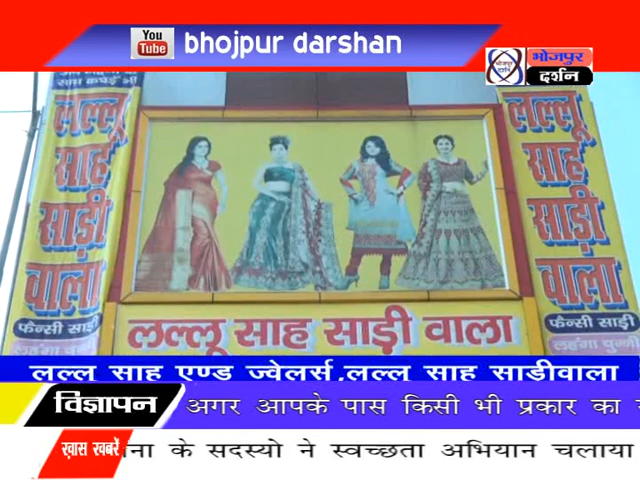 You Tube bhojpur darshan
भोजपुर
दर्शन
लल्लू
साह
साड़ी
वाला
फैन्सी साड़ी
लल्लू
साह
साड़ी
वाला
फैन्सी साड़ी
लल्लू साह साड़ी वाला
लल्लू साह एण्ड ज्वेलर्स,लल्लू साह साडीवाला
विज्ञापन अगर आपके पास किसी भी प्रकार का
ख़ास ख़बरें के सदस्यो ने स्वच्छता अभियान चलाया